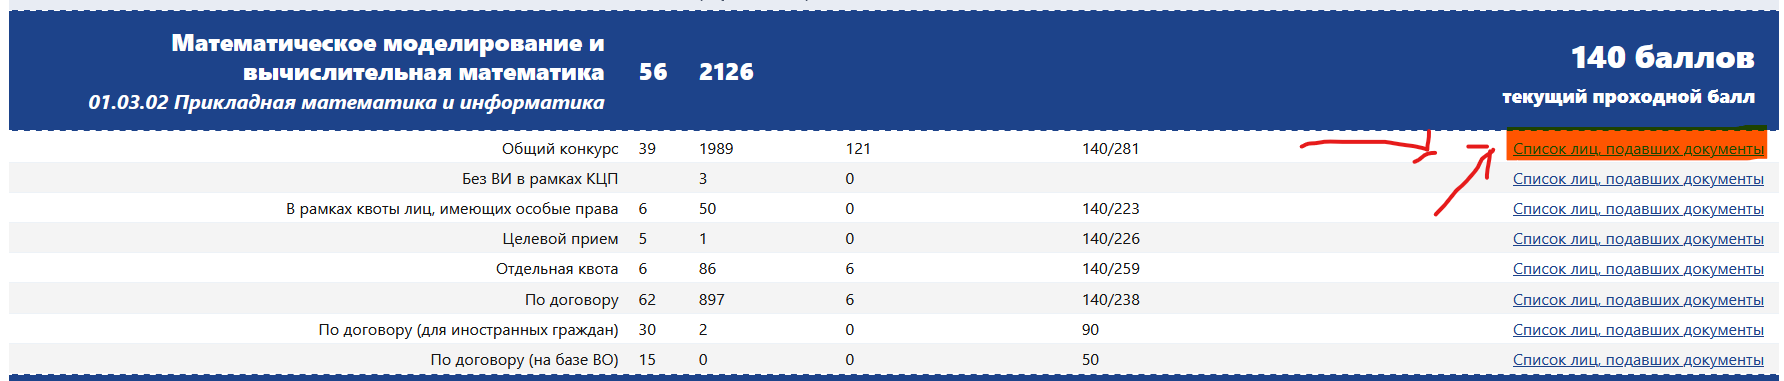 Математическое моделирование и
вычислительная математика 56 2126
01.03.02 Прикладная математика и информатика
140 баллов
текущий проходной балл
Общий конкурс 39 1989 121 140/281 Список лиц, подавших документы
Без ВИ в рамках КЦП 3 0 Список лиц, подавших документы
В рамках квоты лиц, имеющих особые права 6 50 0 140/223 Список лиц, подавших документы
Целевой прием 5 1 0 140/226 Список лиц, подавших документы
Отдельная квота 6 86 6 140/259 Список лиц, подавших документы
По договору 62 897 6 140/238 Список лиц, подавших документы
По договору (для иностранных граждан) 30 2 0 90 Список лиц, подавших документы
По договору (на базе ВО) 15 0 0 50 Список лиц, подавших документы